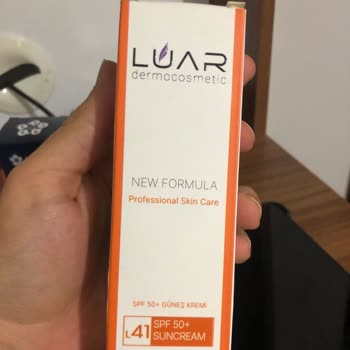 LUAR
dermocosmetic
NEW FORMULA
Professional Skin Care
SPF 50+ GÜNEŞ KREMİ
L41
SPF 50+
SUNCREAM